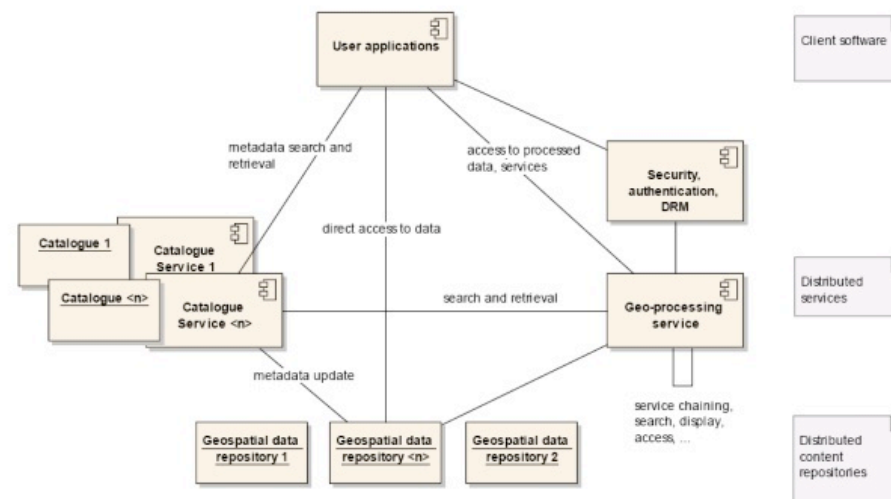 User applications
Client software
metadata search and
retrieval
access to processed
data, services
Security,
authentication,
DRM
direct access to data
Catalogue 1
Catalogue
Service 1
Catalogue <n>
Catalogue
Service <n>
search and retrieval
Geo-processing
service
Distributed
services
metadata update
service chaining,
search, display,
access, ...
Geospatial data
repository 1
Geospatial data
repository <n>
Geospatial data
repository 2
Distributed
content
repositories